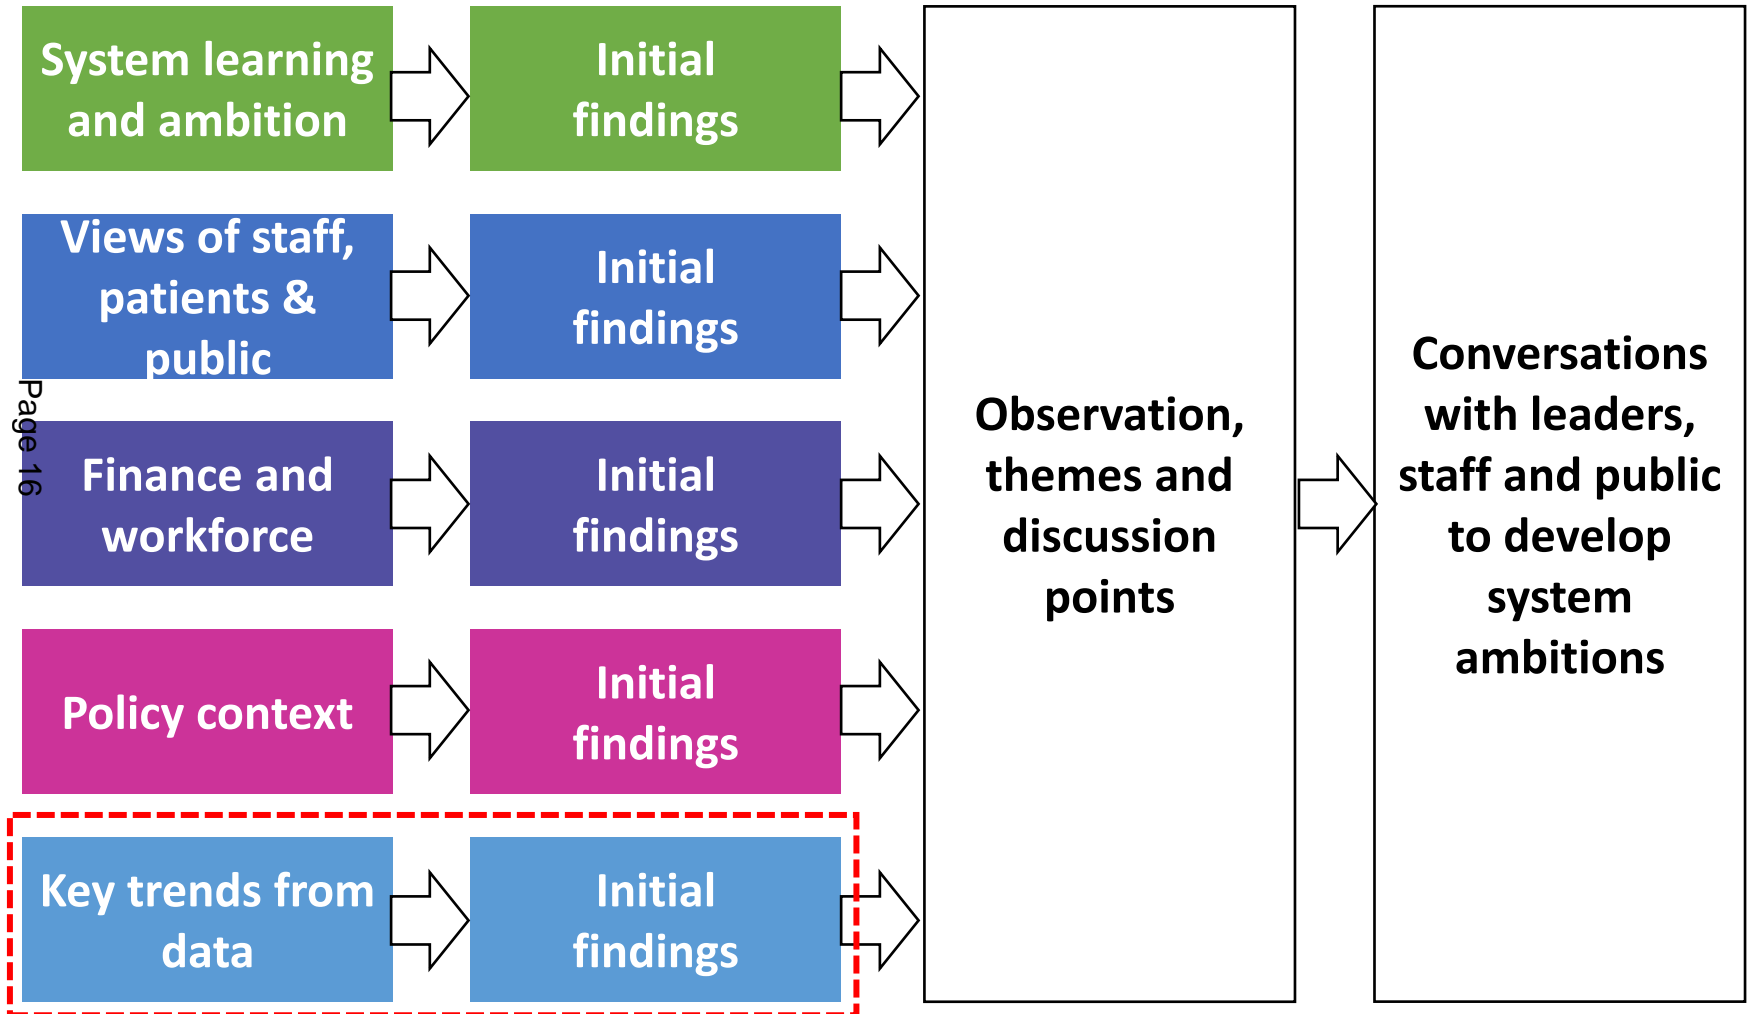 System learning
and ambition
Initial
findings
Views of staff,
patients &
public
Initial
findings
Page 16
Finance and
workforce
Initial
findings
Policy context
Initial
findings
Key trends from
data
Initial
findings
Observation,
themes and
discussion
points
Conversations
with leaders,
staff and public
to develop
system
ambitions